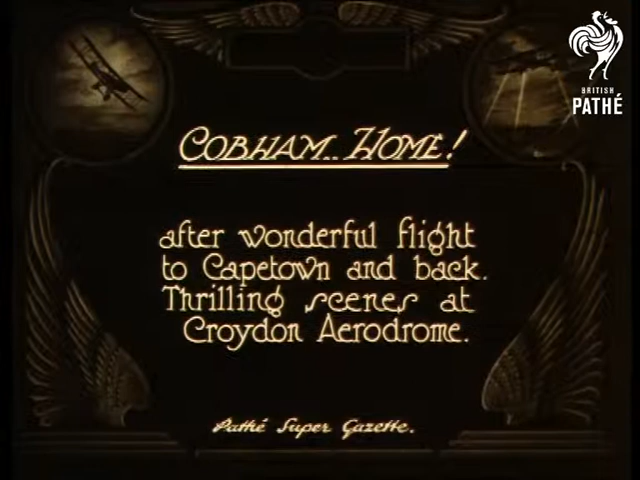 BRITISH
PATHÉ
COBHAM.. HOME!
after wonderful flight
to Capetown and back.
Thrilling scenes at
Croydon Aerodrome.
Pathé Super Gazette.